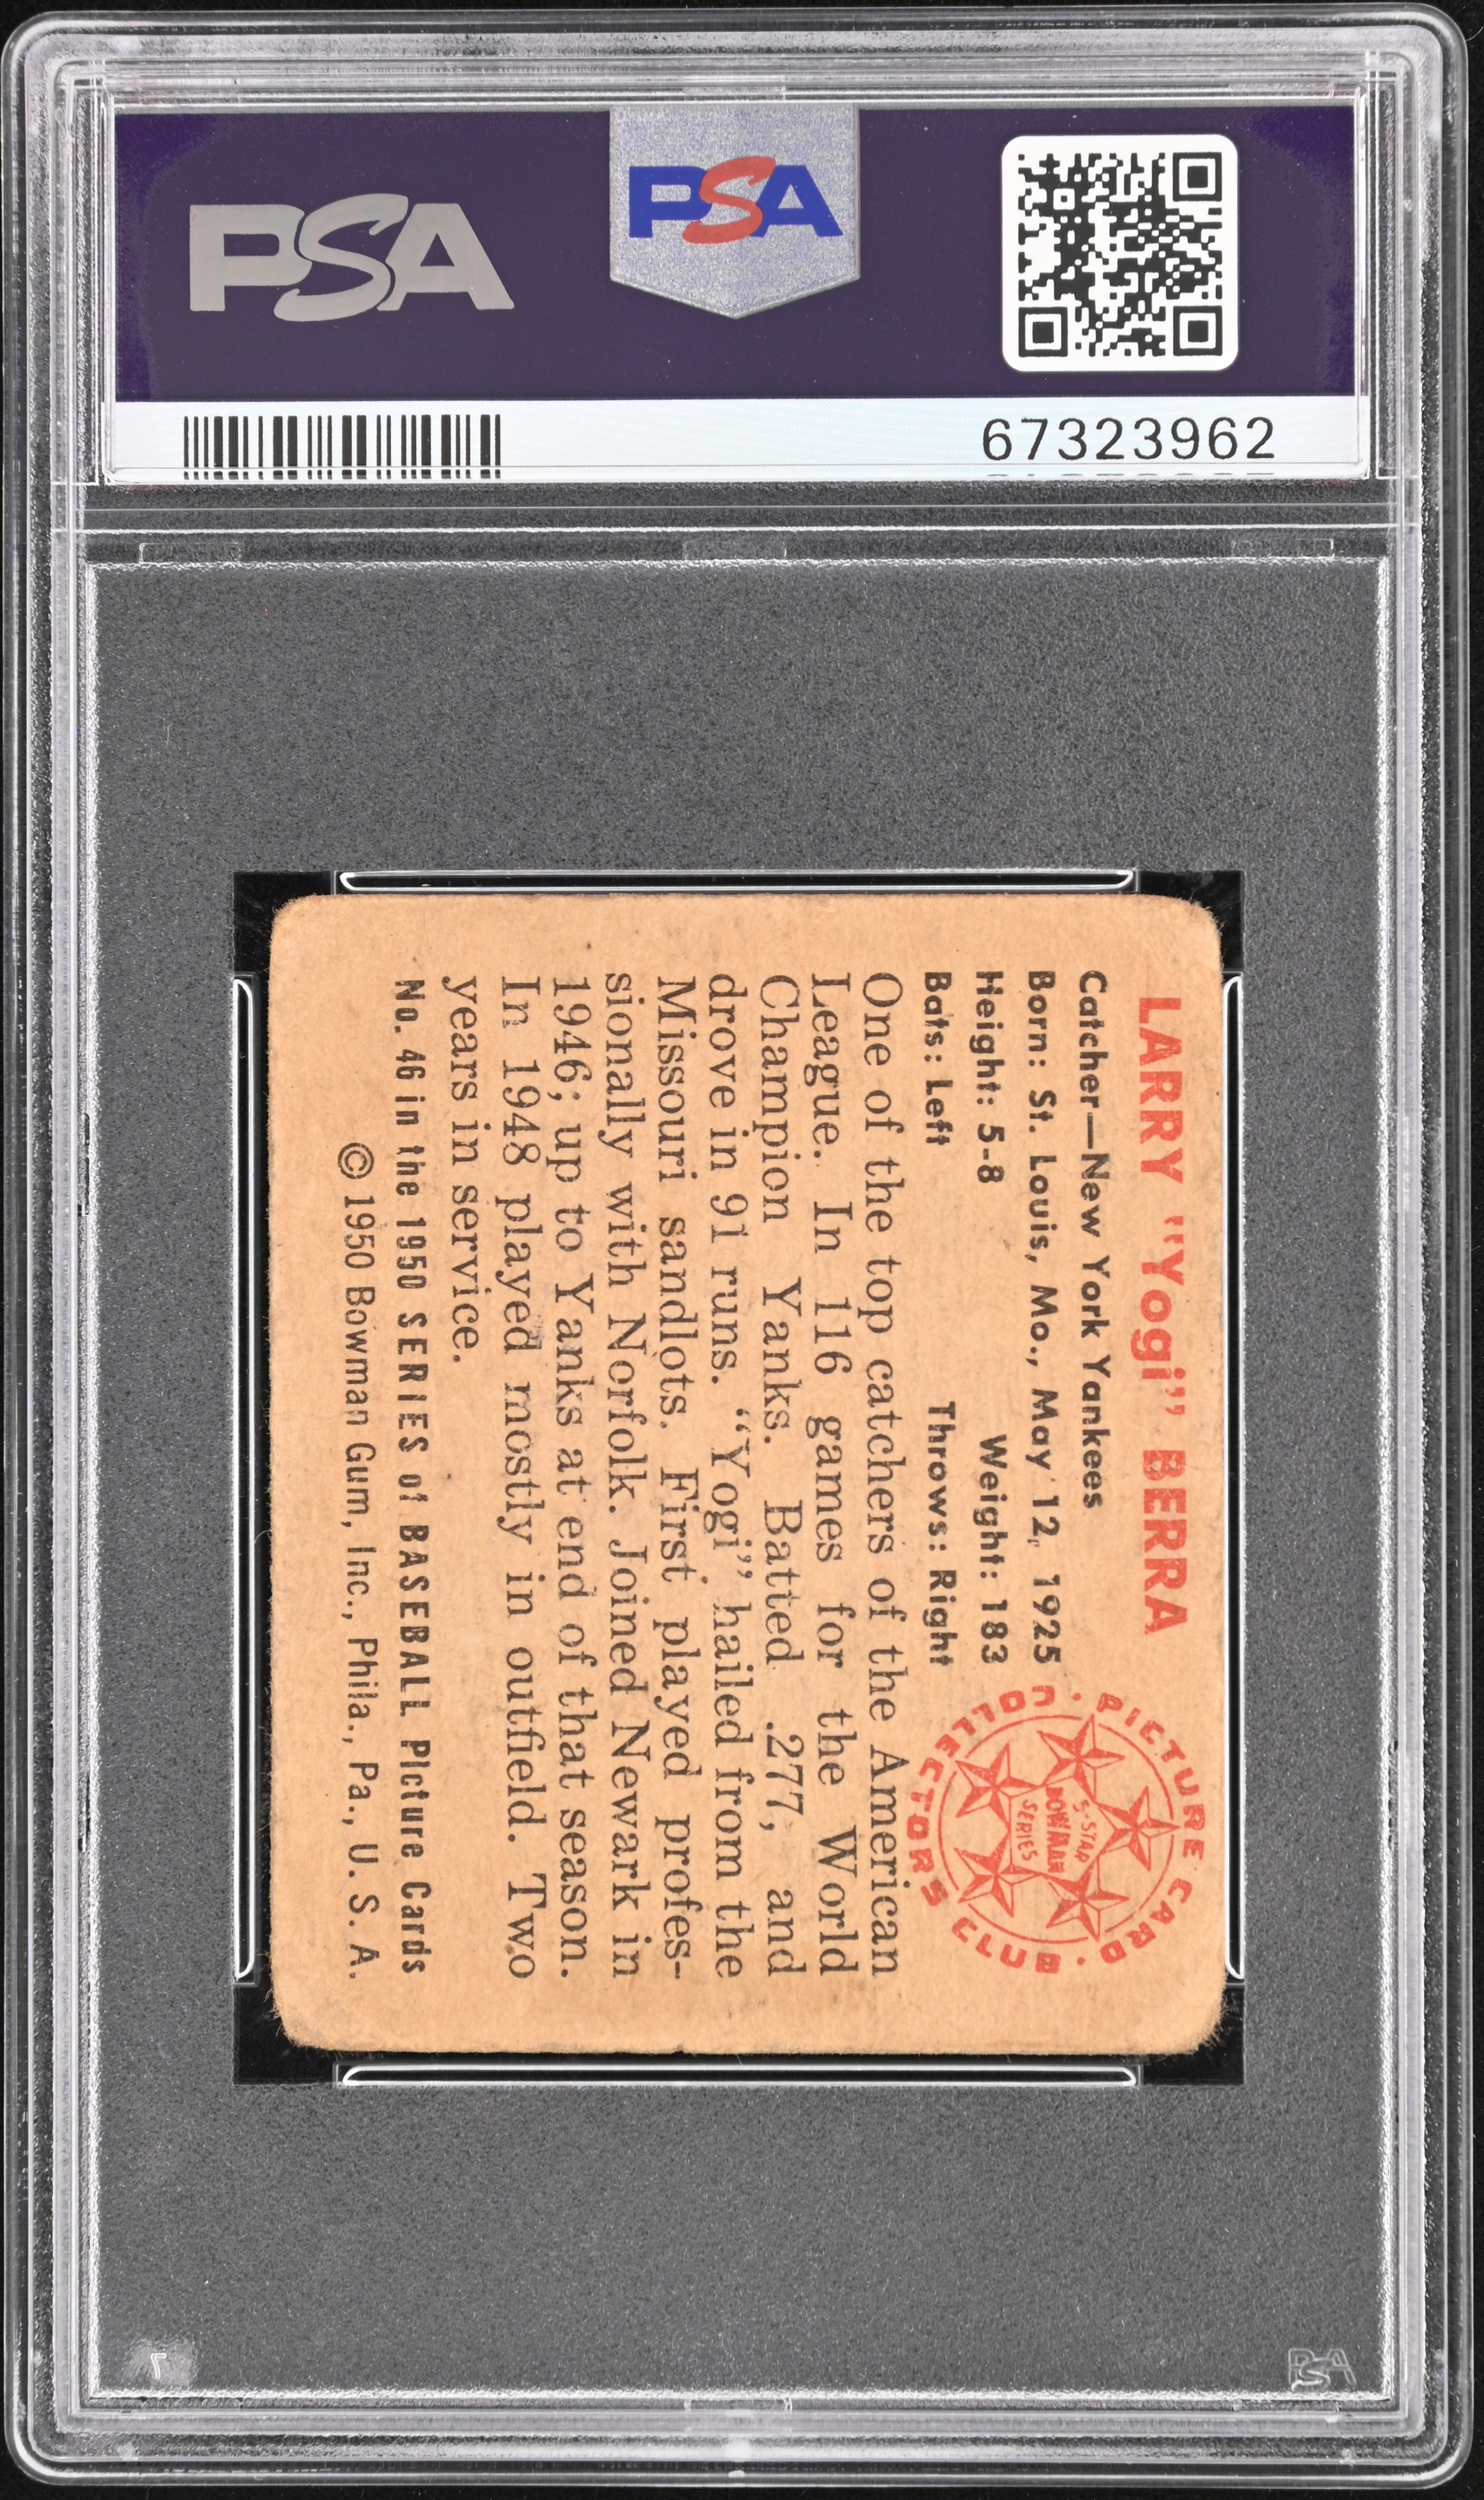 PSA
PSA
67323962
LARRY "Yogi" BERRA
Catcher—New York Yankees
Born: St. Louis, Mo., May 12, 1925
Height: 5-8 Weight: 183
Bats: Left Throws: Right
PICTURE CARD · COLLECTORS CLUB ·
5-STAR
BOWMAN
SERIES
One of the top catchers of the American
League. In 116 games for the World
Champion Yanks. Batted .277, and
drove in 91 runs. "Yogi" hailed from the
Missouri sandlots. First played profes-
sionally with Norfolk. Joined Newark in
1946; up to Yanks at end of that season.
In 1948 played mostly in outfield. Two
years in service.
No. 46 in the 1950 SERIES of BASEBALL Picture Cards
©1950 Bowman Gum, Inc., Phila., Pa., U. S. A.
PSA